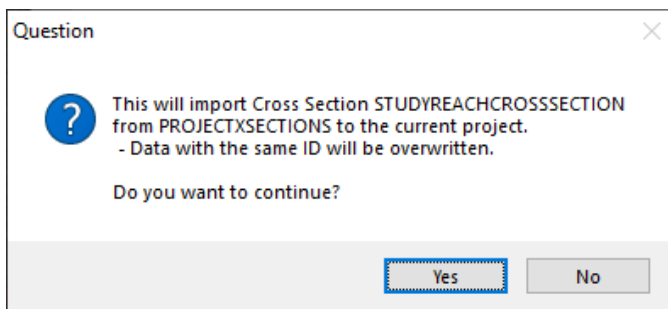 Question
This will import Cross Section STUDYREACHCROSSSECTION
from PROJECTXSECTIONS to the current project.
- Data with the same ID will be overwritten.
Do you want to continue?
Yes
No